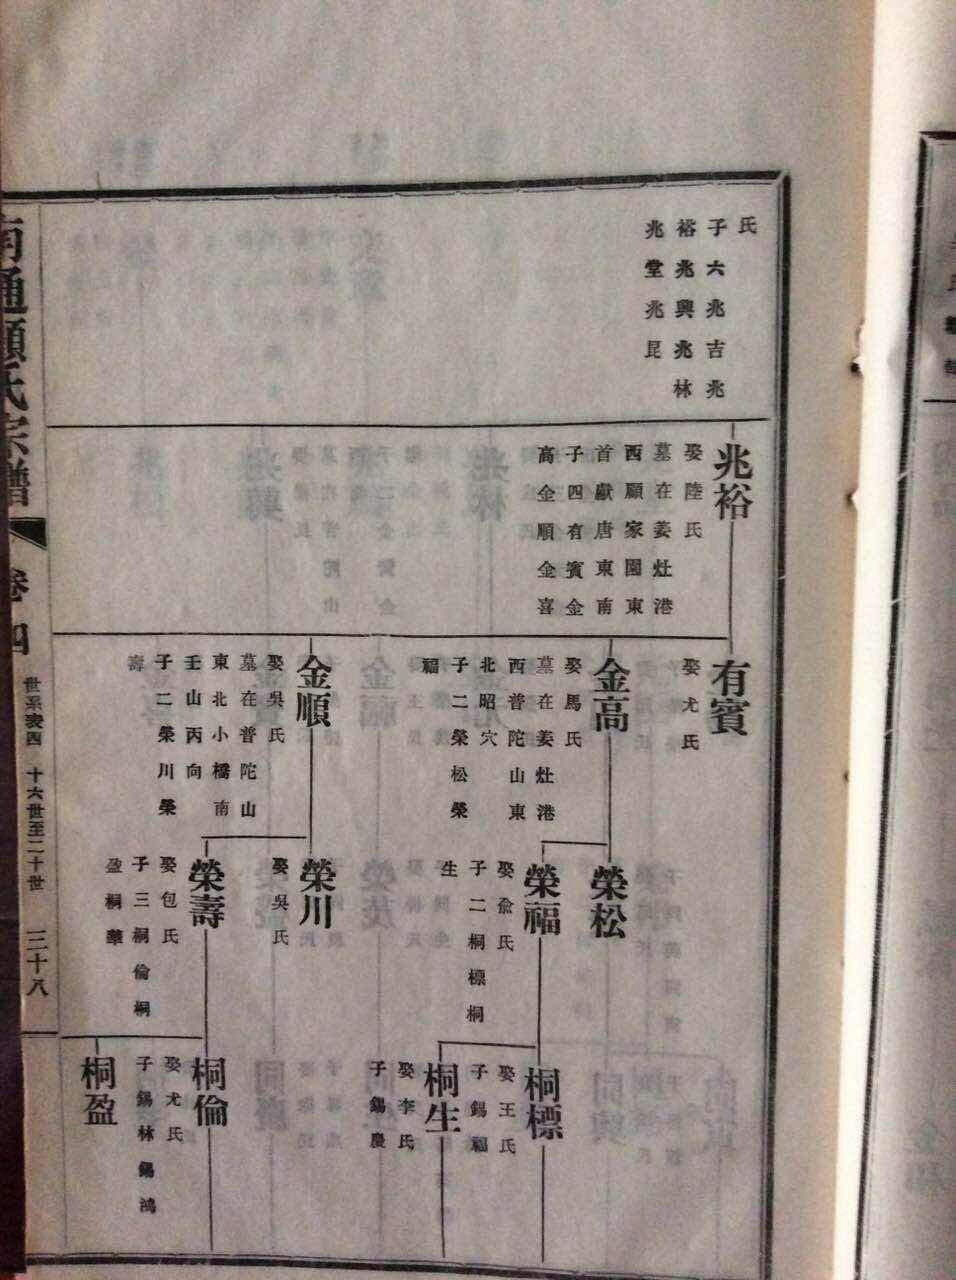 氏
子六兆吉兆
裕兆興兆林
兆堂兆昆
兆裕
娶陸氏
墓在姜灶港
西顧家園東
首獻唐東南
子四有賓金
高金順金喜
有賓
娶尤氏
金高
娶馬氏
墓在姜灶港
西普陀山東
北昭穴
子二榮松榮
福
金順
娶吳氏
墓在普陀山
東北小橋南
壬山丙向
子二榮川榮
壽
榮松
榮福
娶俞氏
子二桐標桐
生
榮川
娶吳氏
榮壽
娶包氏
子三桐倫桐
盈桐華
桐標
娶王氏
子錫福
桐生
娶李氏
子錫慶
桐倫
娶尤氏
子錫林錫鴻
桐盈
南通顧氏宗譜
卷四
世系表四 十六世至二十世
三十八